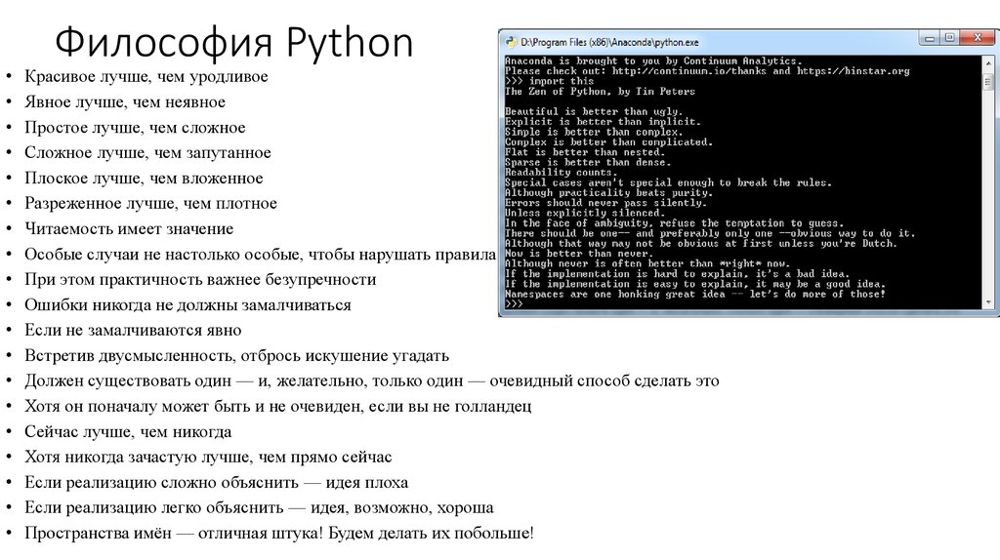 Философия Python
• Красивое лучше, чем уродливое
• Явное лучше, чем неявное
• Простое лучше, чем сложное
• Сложное лучше, чем запутанное
• Плоское лучше, чем вложенное
• Разреженное лучше, чем плотное
• Читаемость имеет значение
• Особые случаи не настолько особые, чтобы нарушать правила
• При этом практичность важнее безупречности
• Ошибки никогда не должны замалчиваться
• Если не замалчиваются явно
• Встретив двусмысленность, отбрось искушение угадать
• Должен существовать один — и, желательно, только один — очевидный способ сделать это
• Хотя он поначалу может быть и не очевиден, если вы не голландец
• Сейчас лучше, чем никогда
• Хотя никогда зачастую лучше, чем прямо сейчас
• Если реализацию сложно объяснить — идея плоха
• Если реализацию легко объяснить — идея, возможно, хороша
• Пространства имён — отличная штука! Будем делать их побольше!
D:\Program Files (x86)\Anaconda\python.exe
Anaconda is brought to you by Continuum Analytics.
Please check out: http://continuum.io/thanks and https://binstar.org
>>> import this
The Zen of Python, by Tim Peters
Beautiful is better than ugly.
Explicit is better than implicit.
Simple is better than complex.
Complex is better than complicated.
Flat is better than nested.
Sparse is better than dense.
Readability counts.
Special cases aren't special enough to break the rules.
Although practicality beats purity.
Errors should never pass silently.
Unless explicitly silenced.
In the face of ambiguity, refuse the temptation to guess.
There should be one-- and preferably only one --obvious way to do it.
Although that way may not be obvious at first unless you're Dutch.
Now is better than never.
Although never is often better than *right* now.
If the implementation is hard to explain, it's a bad idea.
If the implementation is easy to explain, it may be a good idea.
Namespaces are one honking great idea -- let's do more of those!
>>>